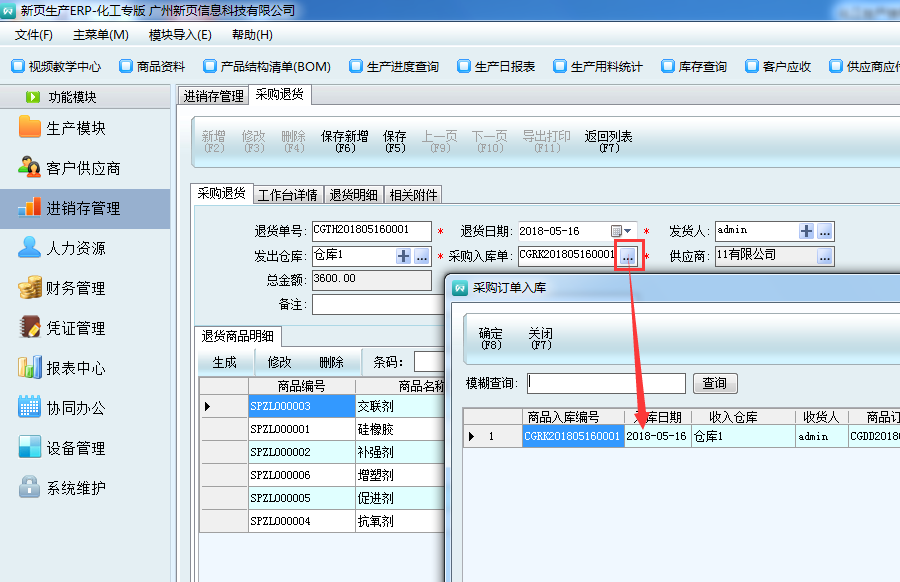 新页生产ERP-化工专版 广州新页信息科技有限公司
文件(F) 主菜单(M) 模块导入(E) 帮助(H)
视频教学中心 商品资料 产品结构清单(BOM) 生产进度查询 生产日报表 生产用料统计 库存查询 客户应收 供应商应付
功能模块
生产模块
客户供应商
进销存管理
人力资源
财务管理
凭证管理
报表中心
协同办公
设备管理
系统维护
进销存管理 采购退货
新增 修改 删除 保存新增 保存 上一页 下一页 导出打印 返回列表
(F2) (F3) (F4) (F6) (F5) (F9) (F10) (F11) (F7)
采购退货 工作台详情 退货明细 相关附件
退货单号: CGTH201805160001 * 退货日期: 2018-05-16 * 发货人: admin
发出仓库: 仓库1 * 采购入库单: CGRK201805160001 * 供应商: 11有限公司
总金额: 3600.00
备注:
退货商品明细
生成 修改 删除 条码:
商品编号 商品名称
SPZL000003 交联剂
SPZL000001 硅橡胶
SPZL000002 补强剂
SPZL000006 增塑剂
SPZL000005 促进剂
SPZL000004 抗氧剂
采购订单入库
确定 关闭
(F8) (F7)
模糊查询: 查询
商品入库编号 库日期 收入仓库 收货人 商品订
1 CGRK201805160001 2018-05-16 仓库1 admin CGDD2018